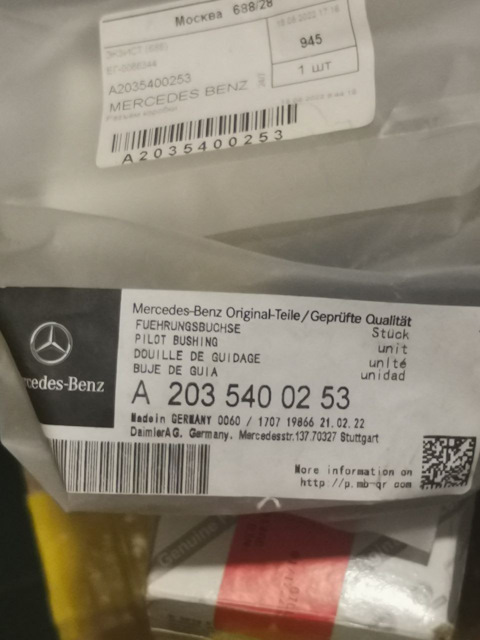 Москва 688/28
945
1 шт
A2035400253
MERCEDES BENZ
A2035400253
Mercedes-Benz Original-Teile/Geprüfte Qualität
FUEHRUNGSBUCHSE Stück
PILOT BUSHING unit
DOUILLE DE GUIDAGE unité
BUJE DE GUIA unidad
cedes-Benz
A 203 540 02 53
Made in GERMANY 0060 / 1707 19866 21.02.22
DaimlerAG. Germany. Mercedesstr.137.70327 Stuttgart
More information on
http://p.mb-qr com
Genuine